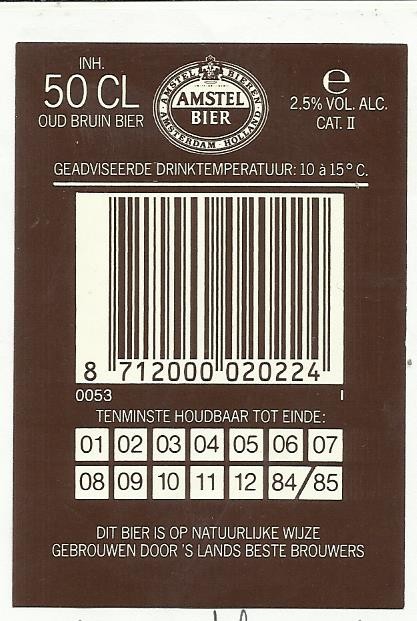 INH.
50 CL
OUD BRUIN BIER
AMSTEL BIEREN
AMSTEL
BIER
AMSTERDAM - HOLLAND
e
2.5% VOL. ALC.
CAT. II
GEADVISEERDE DRINKTEMPERATUUR: 10 à 15° C.
8 712000 020224
0053 I
TENMINSTE HOUDBAAR TOT EINDE:
01 02 03 04 05 06 07
08 09 10 11 12 84/85
DIT BIER IS OP NATUURLIJKE WIJZE
GEBROUWEN DOOR 'S LANDS BESTE BROUWERS